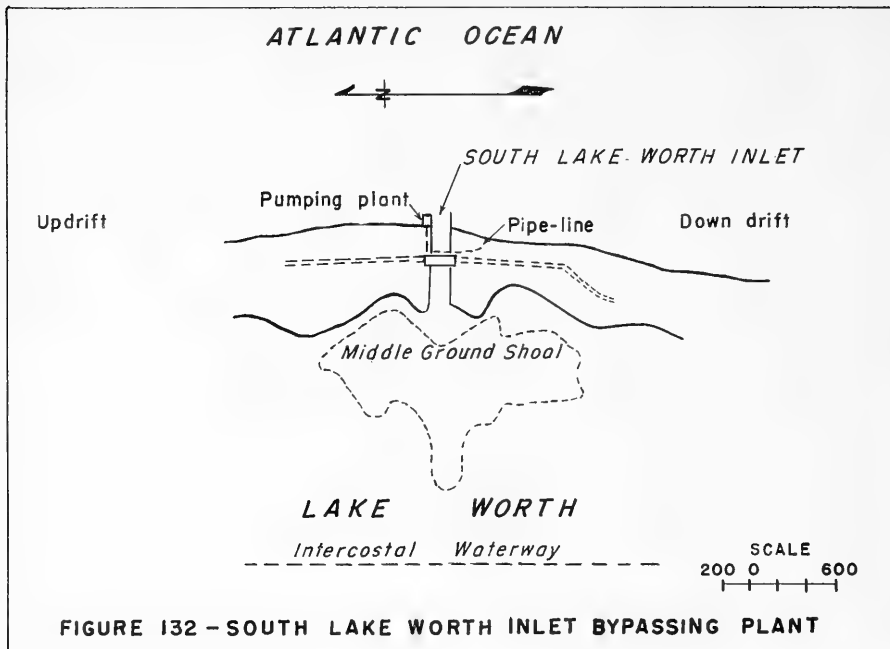 ATLANTIC OCEAN
N
SOUTH LAKE WORTH INLET
Pumping plant
Pipe-line
Updrift
Down drift
Middle Ground Shoal
LAKE WORTH
Intercostal Waterway
SCALE
200 0 600
FIGURE 132 - SOUTH LAKE WORTH INLET BYPASSING PLANT